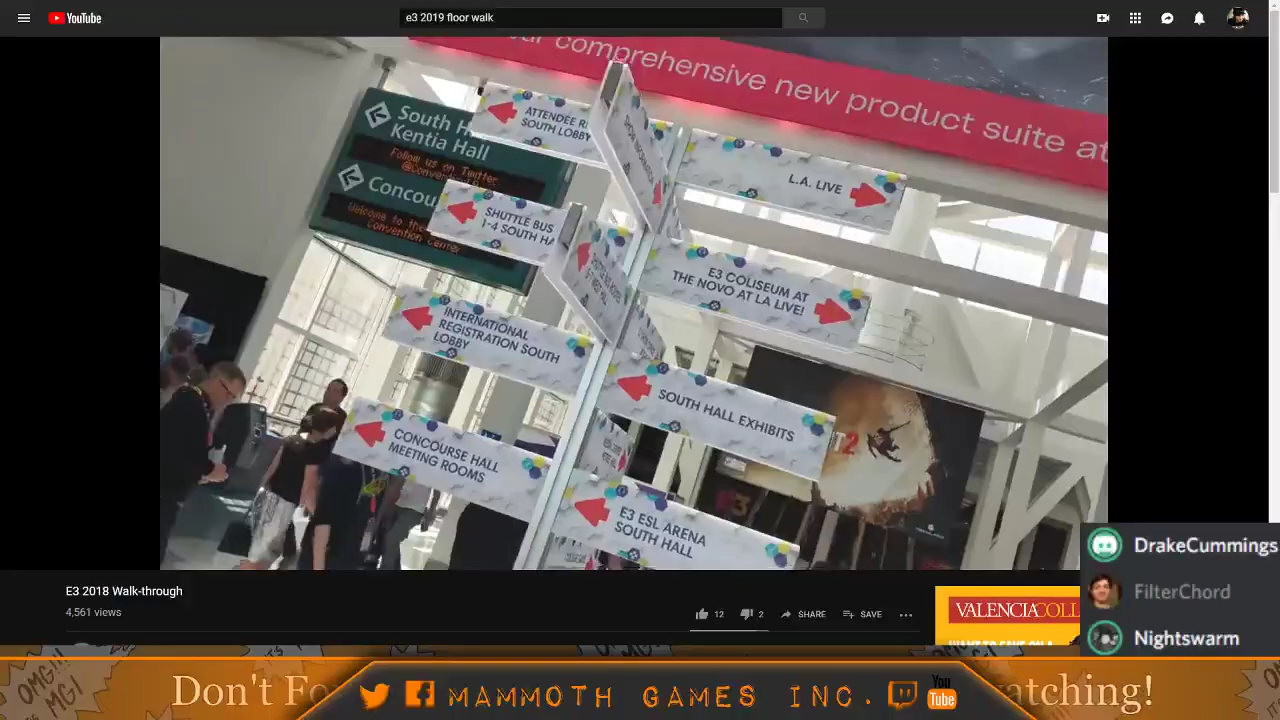 YouTube
e3 2019 floor walk
our comprehensive new product suite at
South H
Kentia Hall
Follow us on Twitter
Concou
Welcome to the
Convention Center
ATTENDEE R
SOUTH LOBBY
L.A. LIVE
SHUTTLE BUS
1-4 SOUTH HA
E3 COLISEUM AT
THE NOVO AT LA LIVE!
INTERNATIONAL
REGISTRATION SOUTH
LOBBY
SOUTH HALL EXHIBITS
CONCOURSE HALL
MEETING ROOMS
E3 ESL ARENA
SOUTH HALL
E3 2018 Walk-through
4,561 views
12
2
SHARE
SAVE
VALENCIACOLL
DrakeCummings
FilterChord
Nightswarm
OMG!!!
Don't Fo
MAMMOTH GAMES INC.
You
Tube
atching!